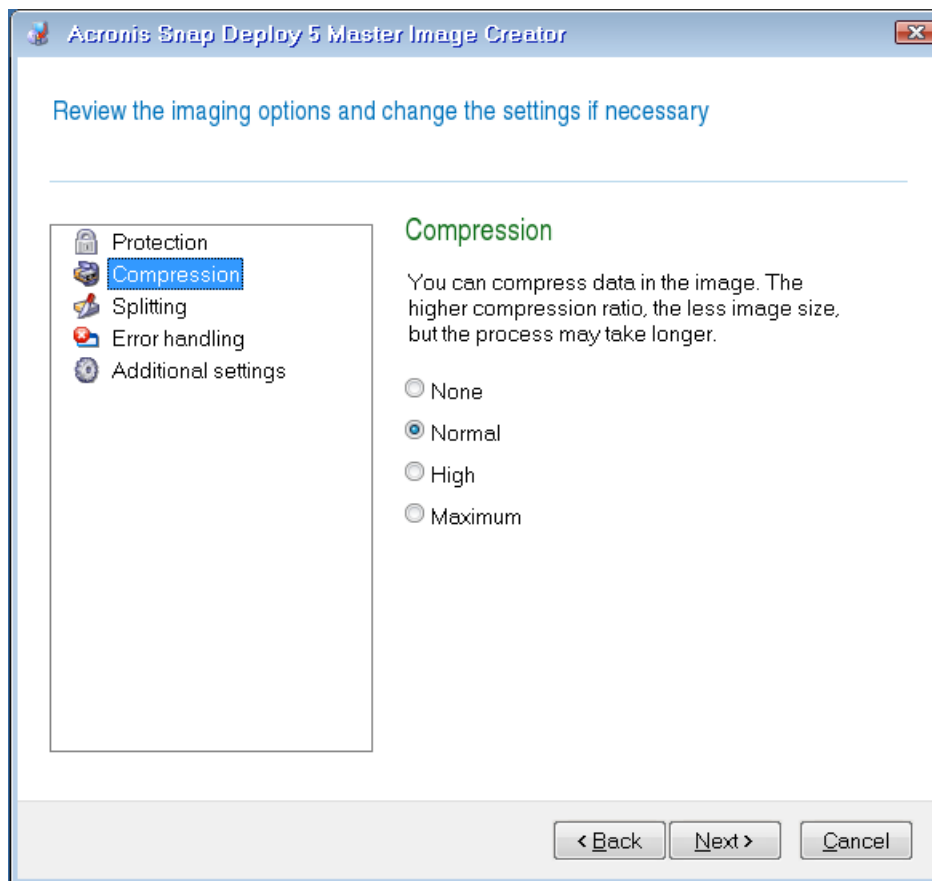 Acronis Snap Deploy 5 Master Image Creator
Review the imaging options and change the settings if necessary
Protection
Compression
Splitting
Error handling
Additional settings
Compression
You can compress data in the image. The
higher compression ratio, the less image size,
but the process may take longer.
None
Normal
High
Maximum
< Back
Next >
Cancel